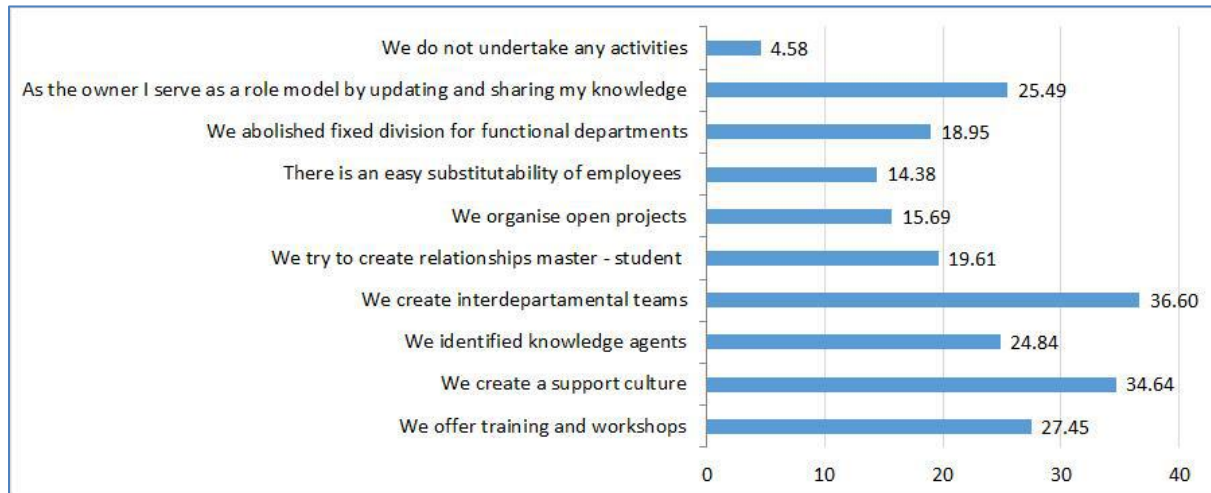 We do not undertake any activities 4.58
As the owner I serve as a role model by updating and sharing my knowledge 25.49
We abolished fixed division for functional departments 18.95
There is an easy substitutability of employees 14.38
We organise open projects 15.69
We try to create relationships master - student 19.61
We create interdepartamental teams 36.60
We identified knowledge agents 24.84
We create a support culture 34.64
We offer training and workshops 27.45
0 10 20 30 40